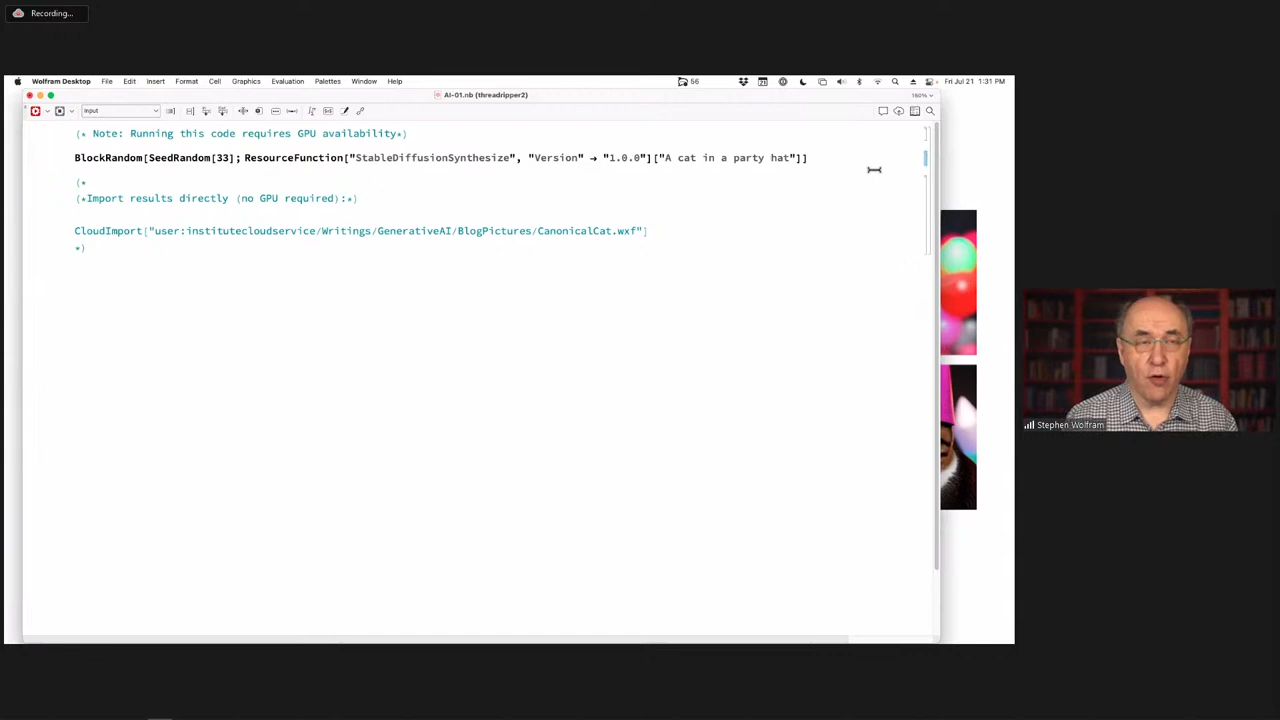 Recording...
Wolfram Desktop File Edit Insert Format Cell Graphics Evaluation Palettes Window Help 56 Fri Jul 21 1:31 PM
AI-01.nb (threadripper2) 160%
Input
(* Note: Running this code requires GPU availability*)
BlockRandom[SeedRandom[33]; ResourceFunction["StableDiffusionSynthesize", "Version" → "1.0.0"]["A cat in a party hat"]]
(*
(*Import results directly (no GPU required):*)
CloudImport["user:institutecloudservice/Writings/GenerativeAI/BlogPictures/CanonicalCat.wxf"]
*)
Stephen Wolfram